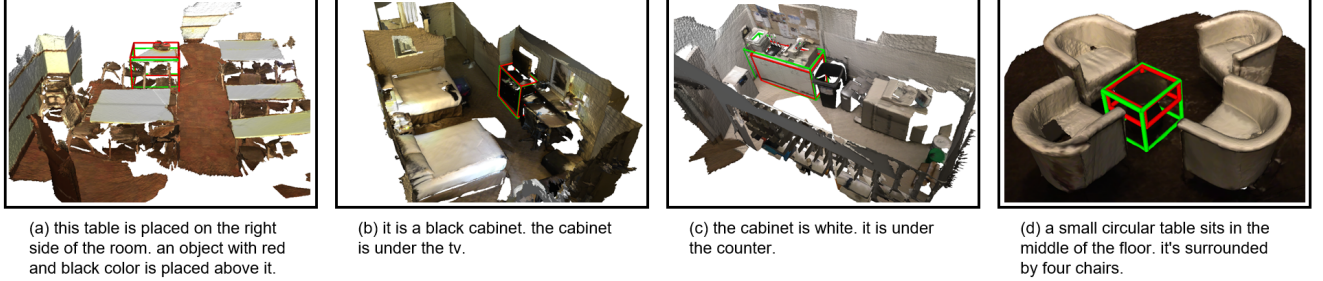 (a) this table is placed on the right
side of the room. an object with red
and black color is placed above it.
(b) it is a black cabinet. the cabinet
is under the tv.
(c) the cabinet is white. it is under
the counter.
(d) a small circular table sits in the
middle of the floor. it's surrounded
by four chairs.